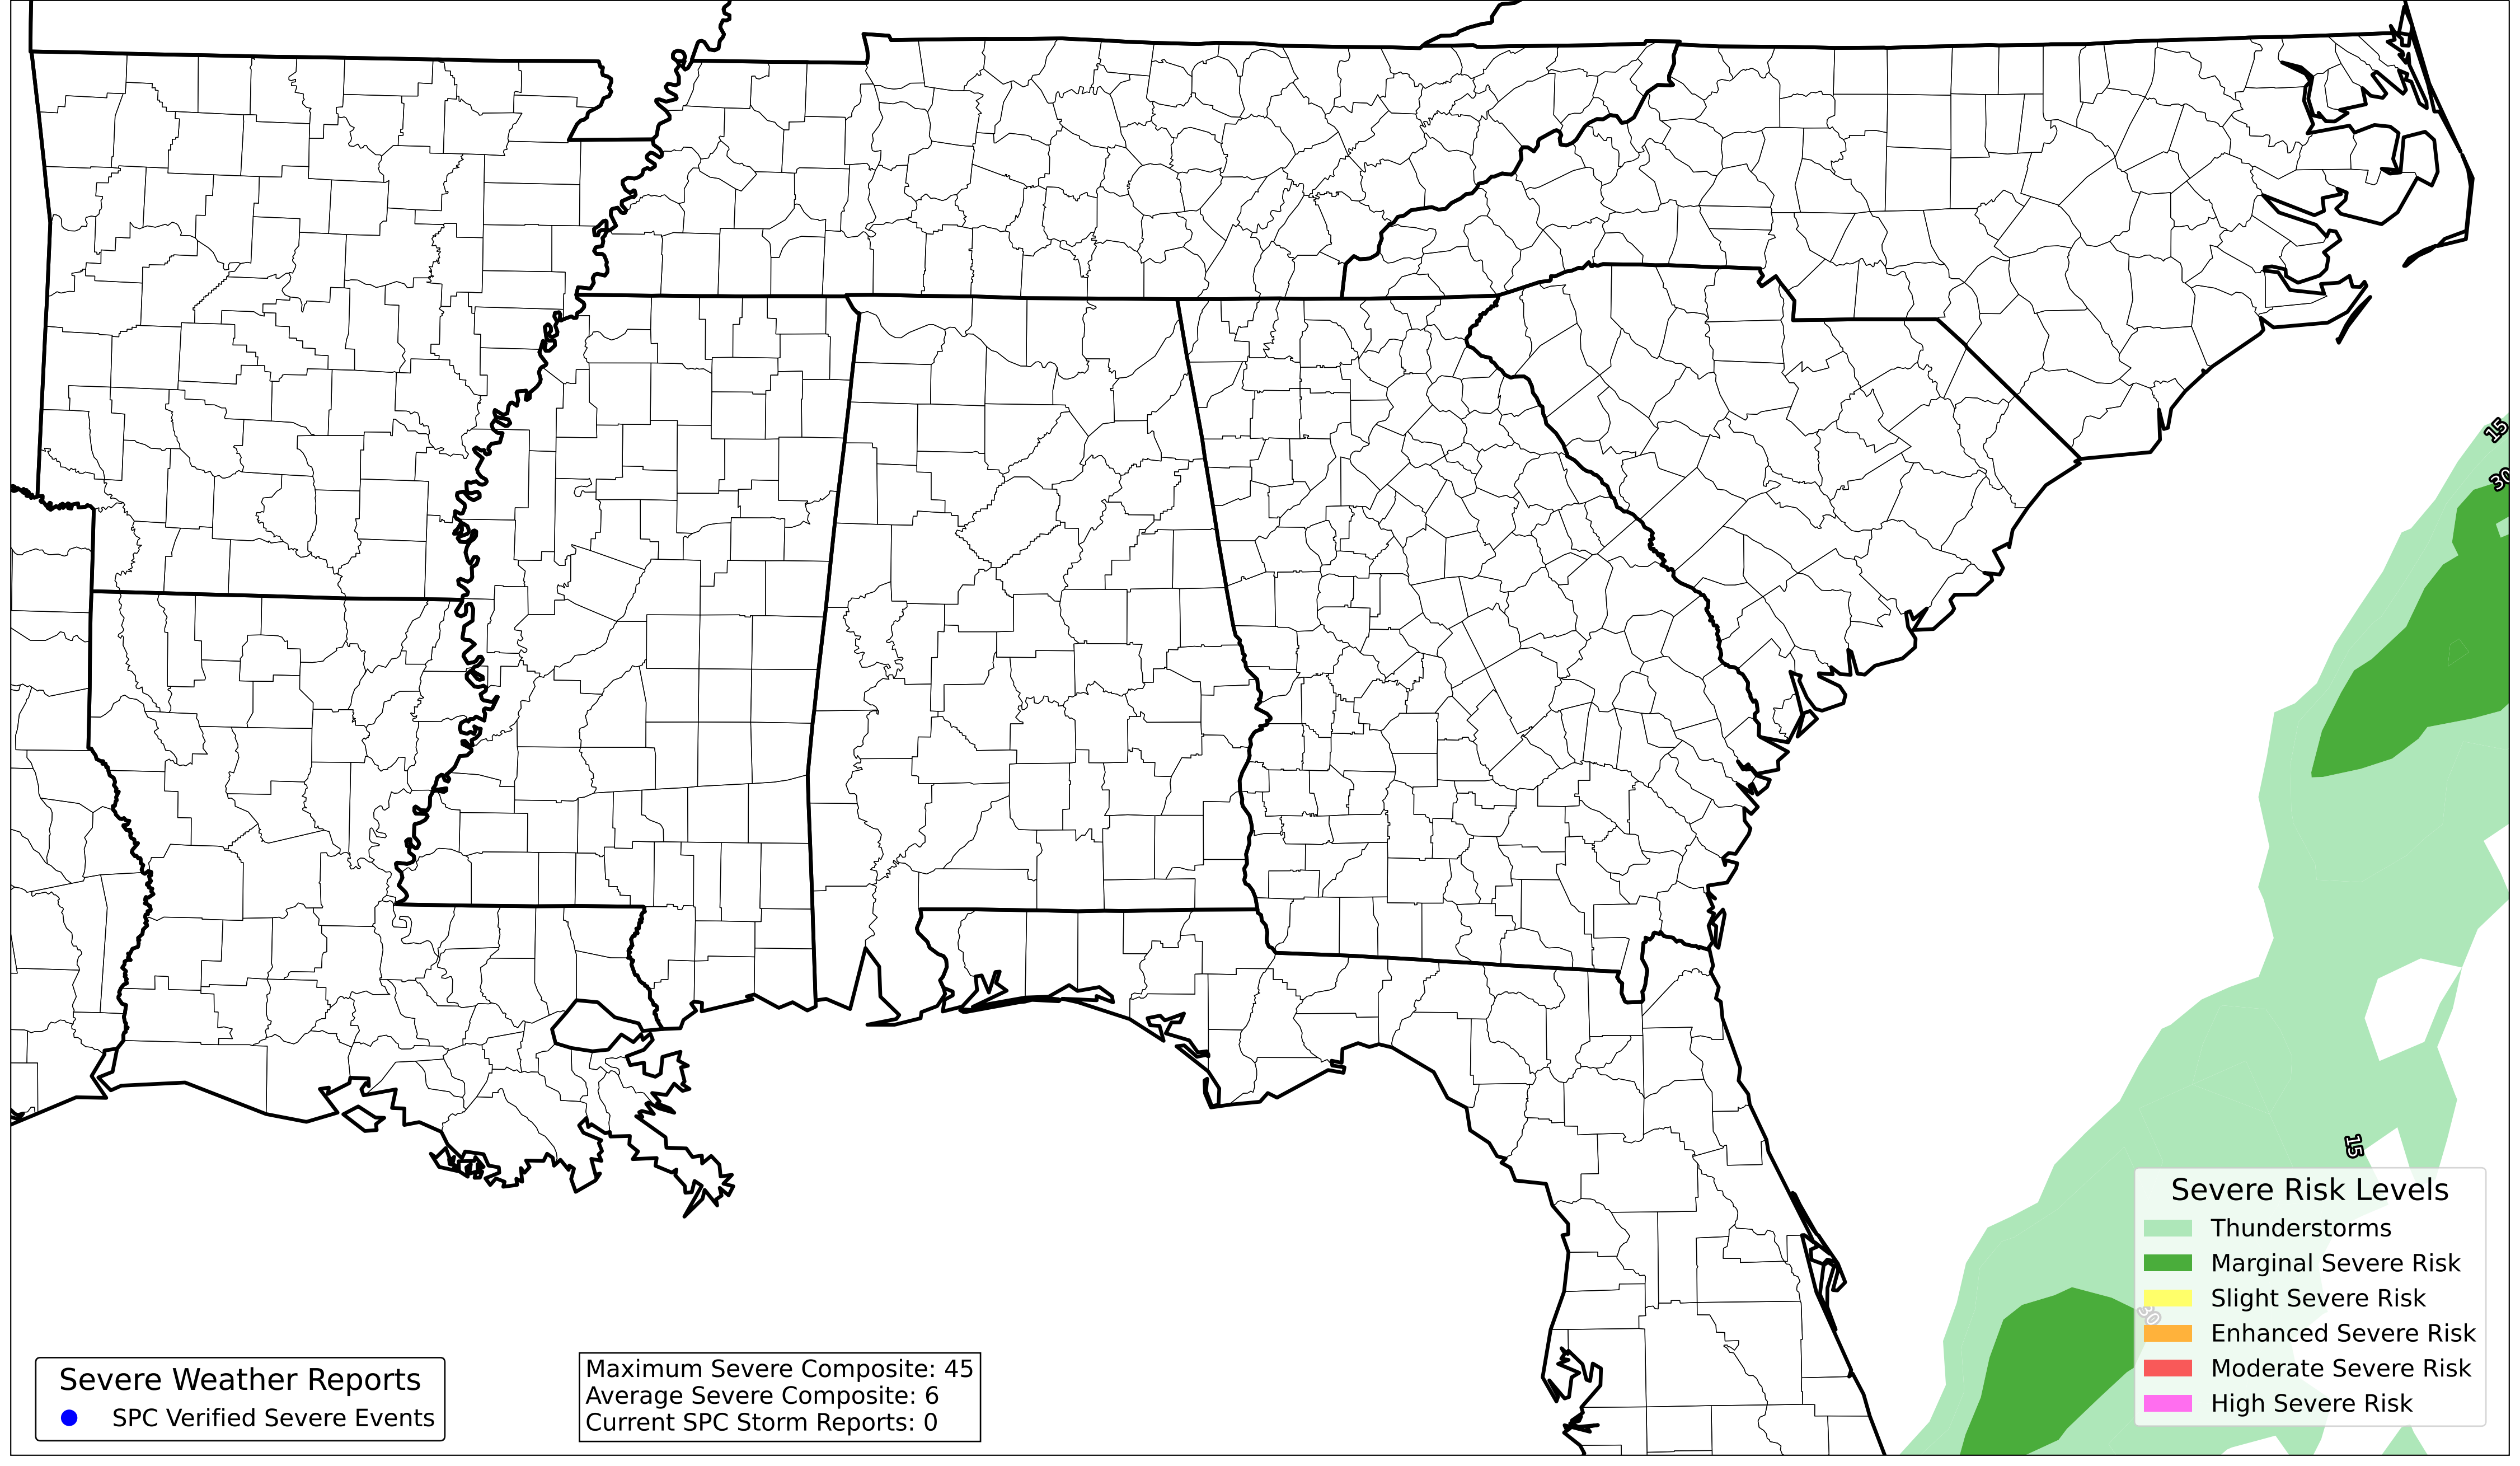 15
30
15
Severe Risk Levels
Thunderstorms
Marginal Severe Risk
30
Slight Severe Risk
Enhanced Severe Risk
Moderate Severe Risk
High Severe Risk
Severe Weather Reports
SPC Verified Severe Events
Maximum Severe Composite: 45
Average Severe Composite: 6
Current SPC Storm Reports: 0